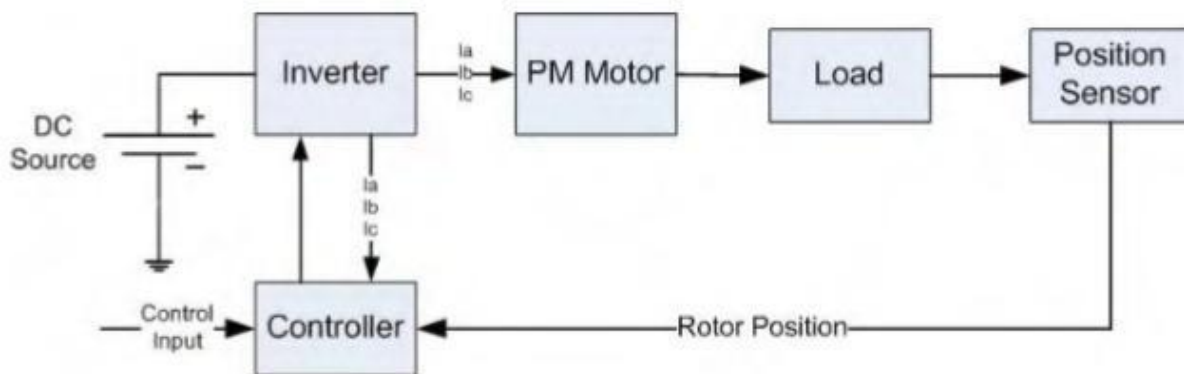 Inverter
Ia
Ib
Ic
PM Motor
Load
Position
Sensor
DC
Source
+
−
Ia
Ib
Ic
Control
Input
Controller
Rotor Position